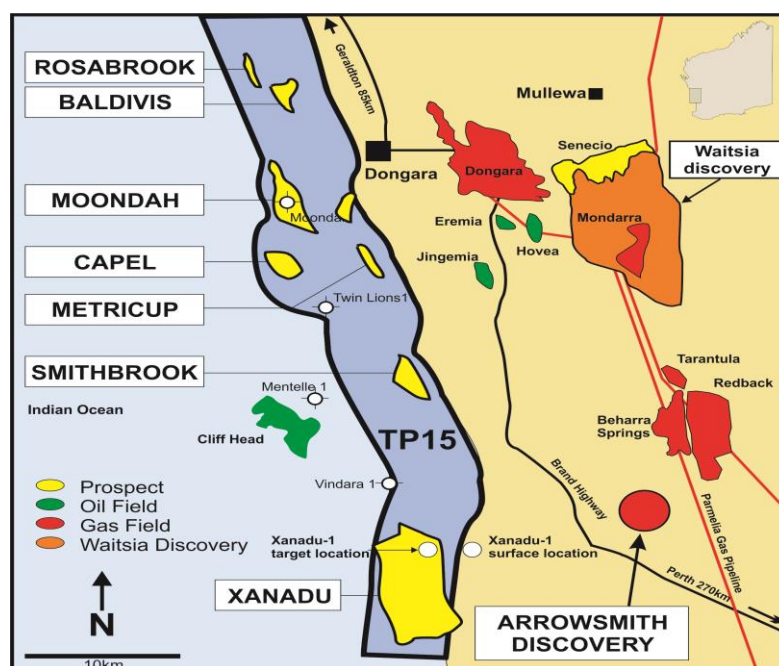 ROSABROOK
BALDIVIS
MOONDAH
CAPEL
METRICUP
SMITHBROOK
Indian Ocean
Cliff Head
Mentelle 1
Twin Lions1
Moonda
Vindara 1
TP15
Prospect
Oil Field
Gas Field
Waitsia Discovery
N
10km
XANADU
Xanadu-1
target location
Xanadu-1
surface location
Geraldton 85km
Dongara
Dongara
Mullewa
Senecio
Waitsia
discovery
Mondarra
Eremia
Hovea
Jingemia
Tarantula
Redback
Beharra
Springs
Brand Highway
Parmelia Gas Pipeline
Perth 270km
ARROWSMITH
DISCOVERY